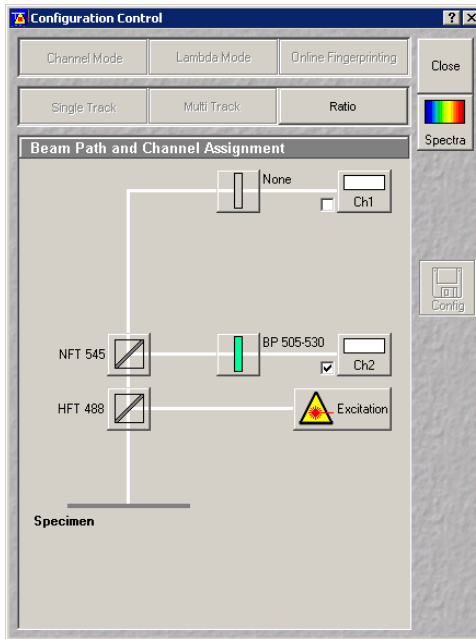 Configuration Control
Channel Mode
Lambda Mode
Online Fingerprinting
Close
Single Track
Multi Track
Ratio
Spectra
Beam Path and Channel Assignment
None
Ch1
Config
NFT 545
BP 505-530
Ch2
HFT 488
Excitation
Specimen